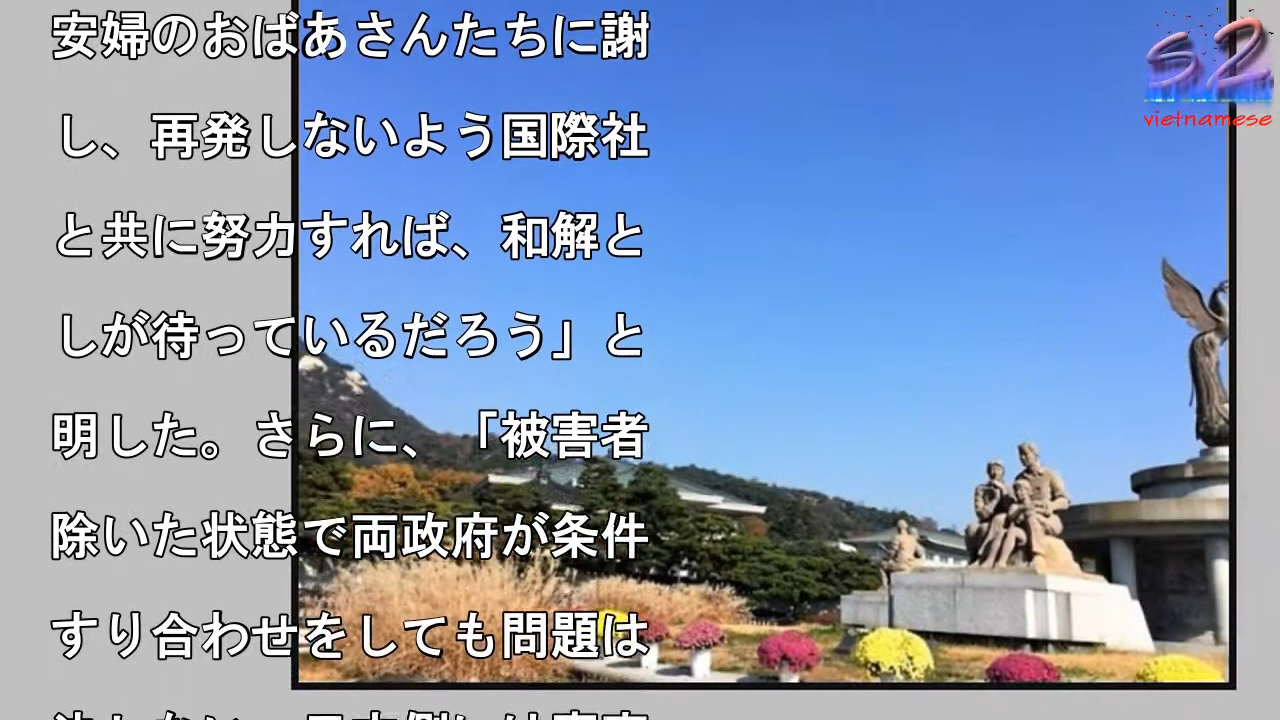 安婦のおばあさんたちに謝
し、再発しないよう国際社
と共に努力すれば、和解と
しが待っているだろう」と
明した。さらに、「被害者
除いた状態で両政府が条件
すり合わせをしても問題は
s2
vietnamese